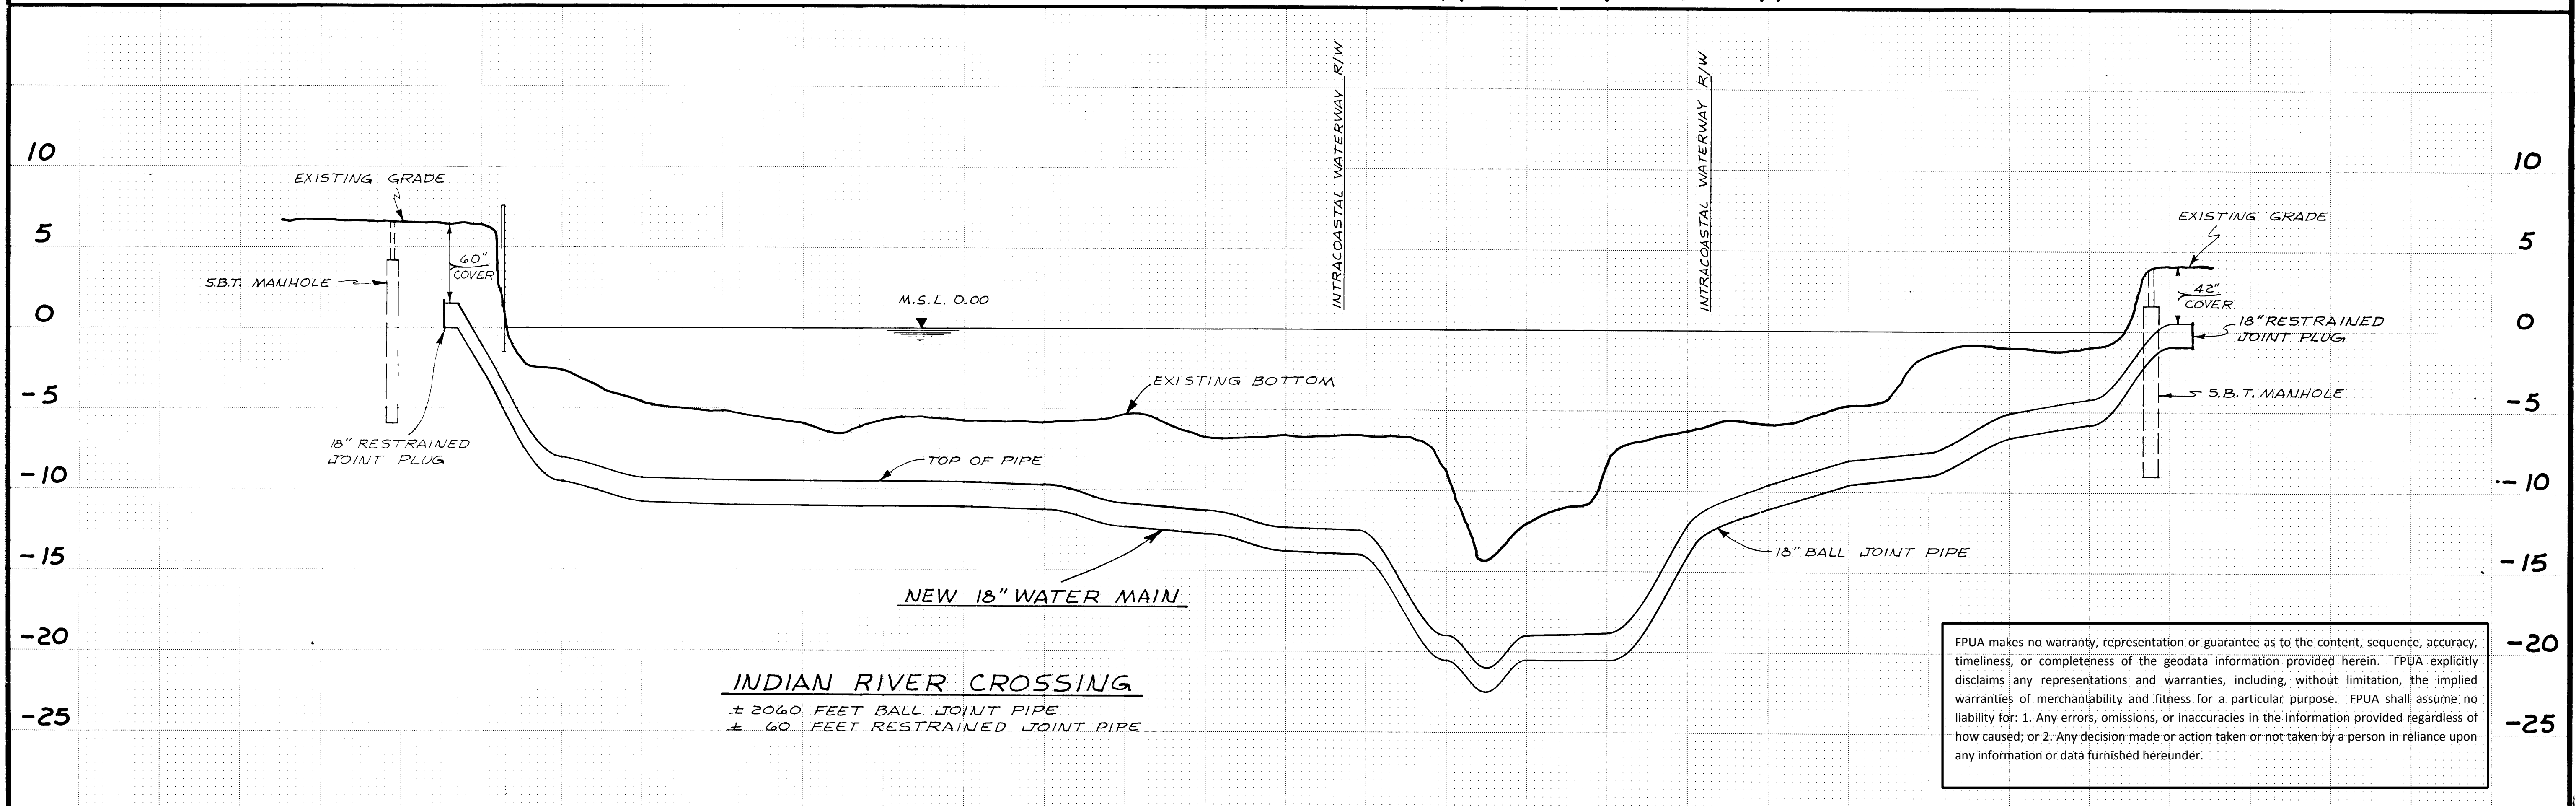 INTRACOASTAL WATERWAY R/W
INTRACOASTAL WATERWAY R/W
10
10
EXISTING GRADE
EXISTING GRADE
5
5
60"
COVER
S.B.T. MANHOLE
42"
COVER
M.S.L. 0.00
0
0
18" RESTRAINED
JOINT PLUG
EXISTING BOTTOM
-5
-5
S.B.T. MANHOLE
18" RESTRAINED
JOINT PLUG
TOP OF PIPE
-10
-10
18" BALL JOINT PIPE
-15
-15
NEW 18" WATER MAIN
-20
-20
INDIAN RIVER CROSSING
± 2060 FEET BALL JOINT PIPE
± 60 FEET RESTRAINED JOINT PIPE
-25
-25
FPUA makes no warranty, representation or guarantee as to the content, sequence, accuracy,
timeliness, or completeness of the geodata information provided herein. FPUA explicitly
disclaims any representations and warranties, including, without limitation, the implied
warranties of merchantability and fitness for a particular purpose. FPUA shall assume no
liability for: 1. Any errors, omissions, or inaccuracies in the information provided regardless of
how caused; or 2. Any decision made or action taken or not taken by a person in reliance upon
any information or data furnished hereunder.